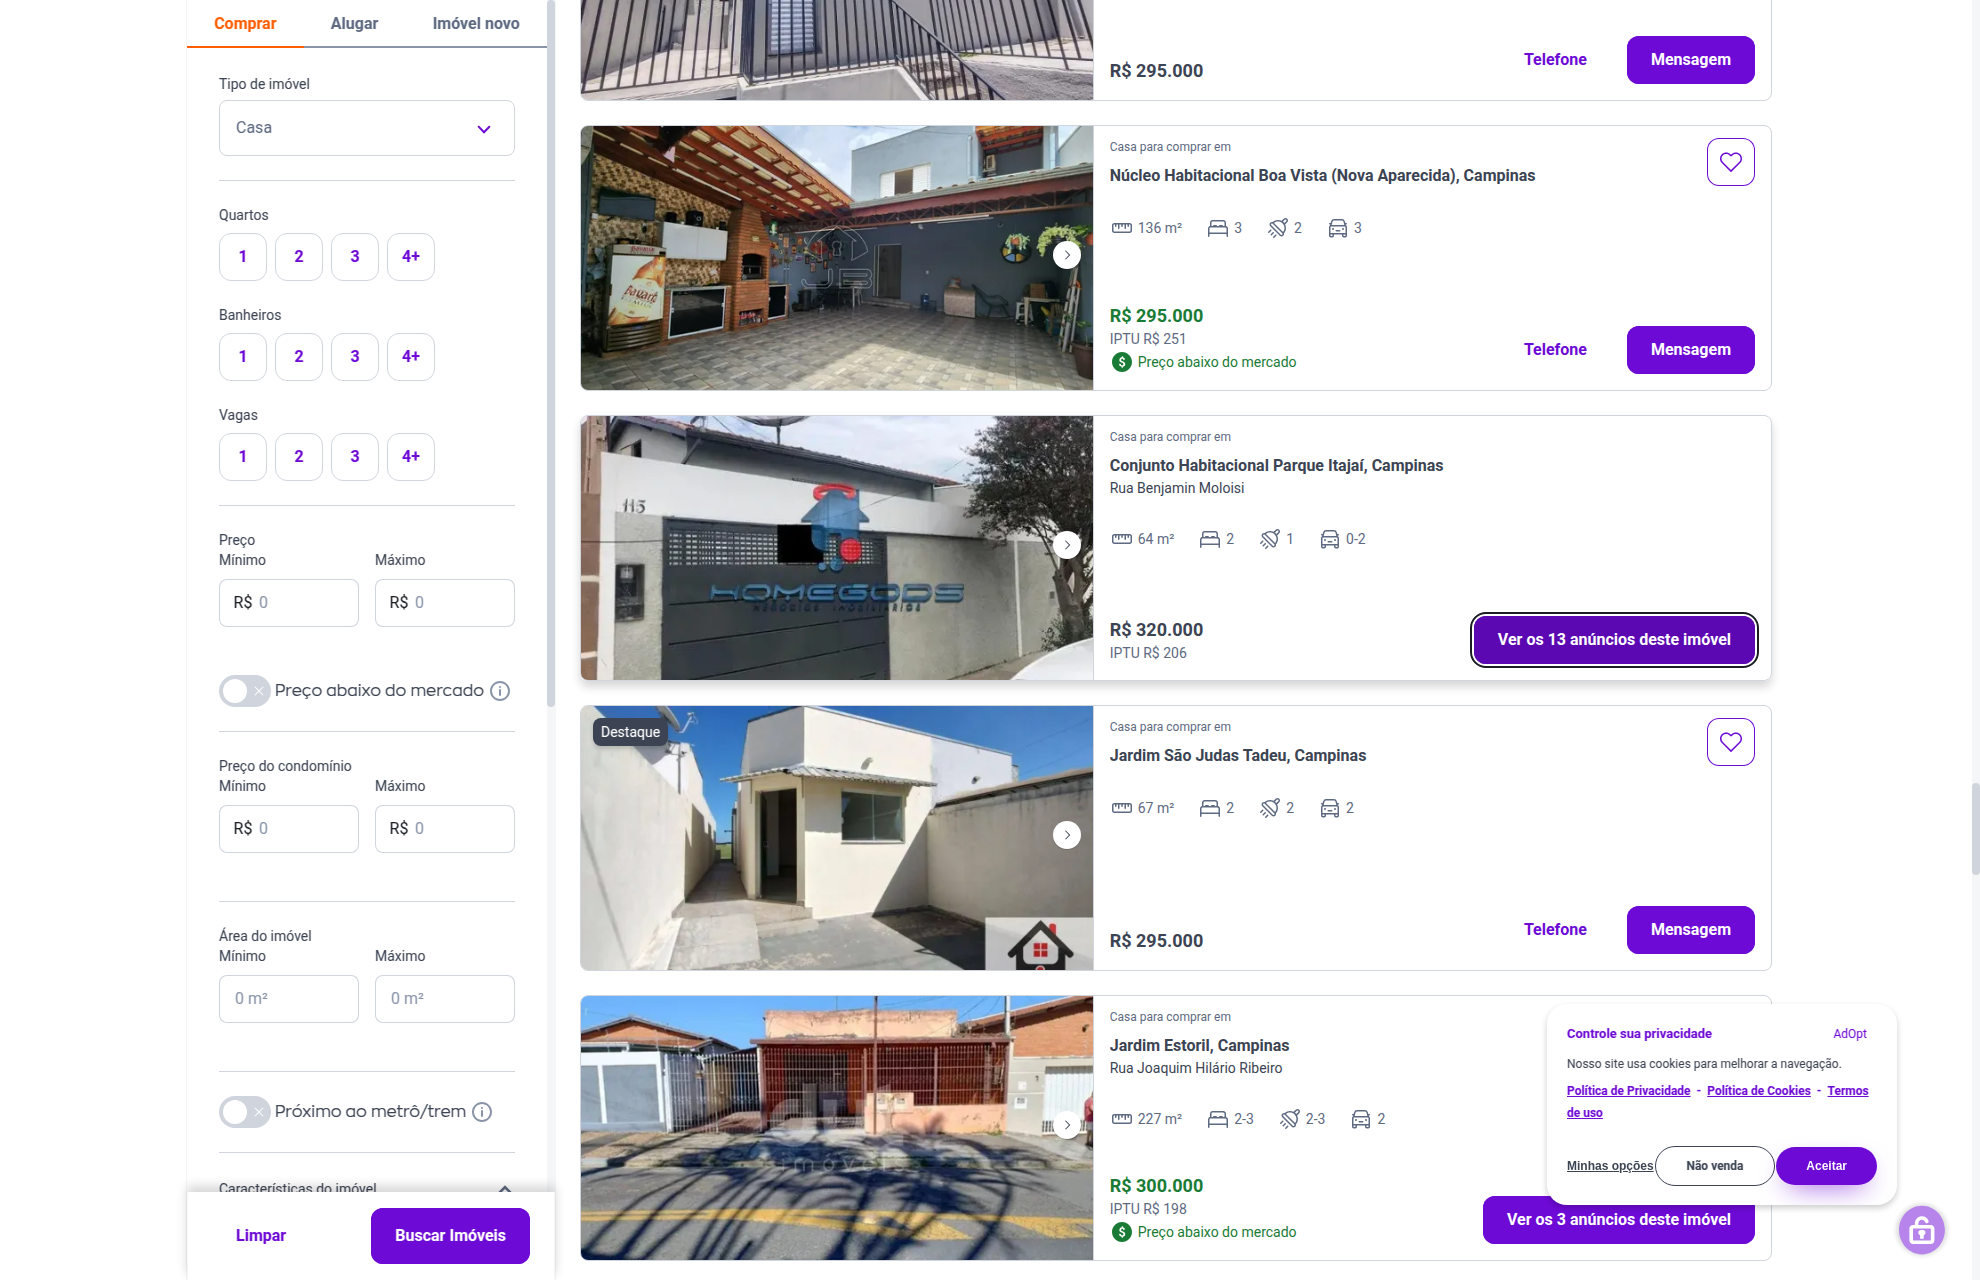 Comprar
Alugar
Imóvel novo
Tipo de imóvel
Casa
Quartos
1
2
3
4+
Banheiros
1
2
3
4+
Vagas
1
2
3
4+
Preço
Mínimo
Máximo
R$ 0
R$ 0
Preço abaixo do mercado
Preço do condomínio
Mínimo
Máximo
R$ 0
R$ 0
Área do imóvel
Mínimo
Máximo
0 m²
0 m²
Próximo ao metrô/trem
Características do imóvel
Limpar
Buscar Imóveis
R$ 295.000
Telefone
Mensagem
Casa para comprar em
Núcleo Habitacional Boa Vista (Nova Aparecida), Campinas
136 m²
3
2
3
R$ 295.000
IPTU R$ 251
Preço abaixo do mercado
Telefone
Mensagem
JB
115
HOMEGODS
NEGÓCIOS IMOBILIÁRIOS
Casa para comprar em
Conjunto Habitacional Parque Itajaí, Campinas
Rua Benjamin Moloisi
64 m²
2
1
0-2
R$ 320.000
IPTU R$ 206
Ver os 13 anúncios deste imóvel
Destaque
Casa para comprar em
Jardim São Judas Tadeu, Campinas
67 m²
2
2
2
R$ 295.000
Telefone
Mensagem
imóveis
Casa para comprar em
Jardim Estoril, Campinas
Rua Joaquim Hilário Ribeiro
227 m²
2-3
2-3
2
R$ 300.000
IPTU R$ 198
Preço abaixo do mercado
Ver os 3 anúncios deste imóvel
Controle sua privacidade
AdOpt
Nosso site usa cookies para melhorar a navegação.
Política de Privacidade - Política de Cookies - Termos
de uso
Minhas opções
Não venda
Aceitar